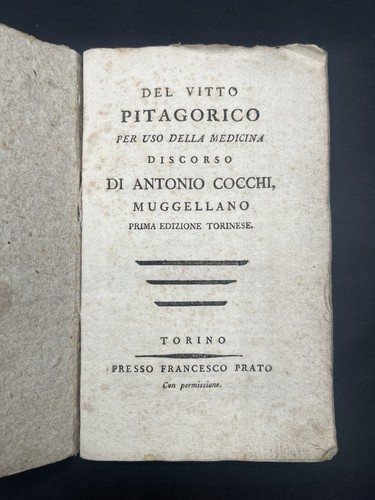 DEL VITTO
PITAGORICO
PER USO DELLA MEDICINA
DISCORSO
DI ANTONIO COCCHI,
MUGGELLANO
PRIMA EDIZIONE TORINESE.
TORINO
PRESSO FRANCESCO PRATO
Con permissione.